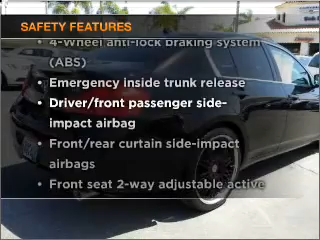 SAFETY FEATURES
• 4-Wheel anti-lock braking system
(ABS)
• Emergency inside trunk release
• Driver/front passenger side-
impact airbag
• Front/rear curtain side-impact
airbags
• Front seat 2-way adjustable active